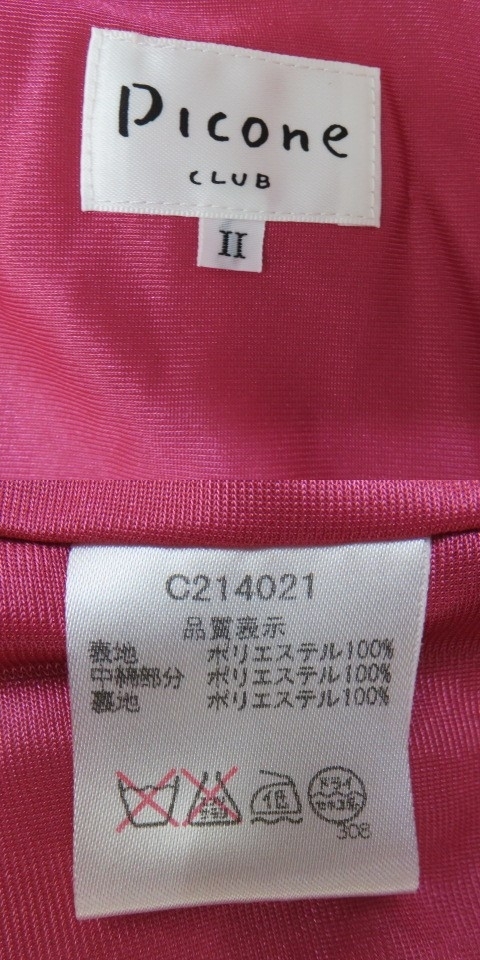 Picone
CLUB
II
C214021
品質表示
表地 ポリエステル100%
中綿部分 ポリエステル100%
裏地 ポリエステル100%
低
ドライ
セキユ系
308